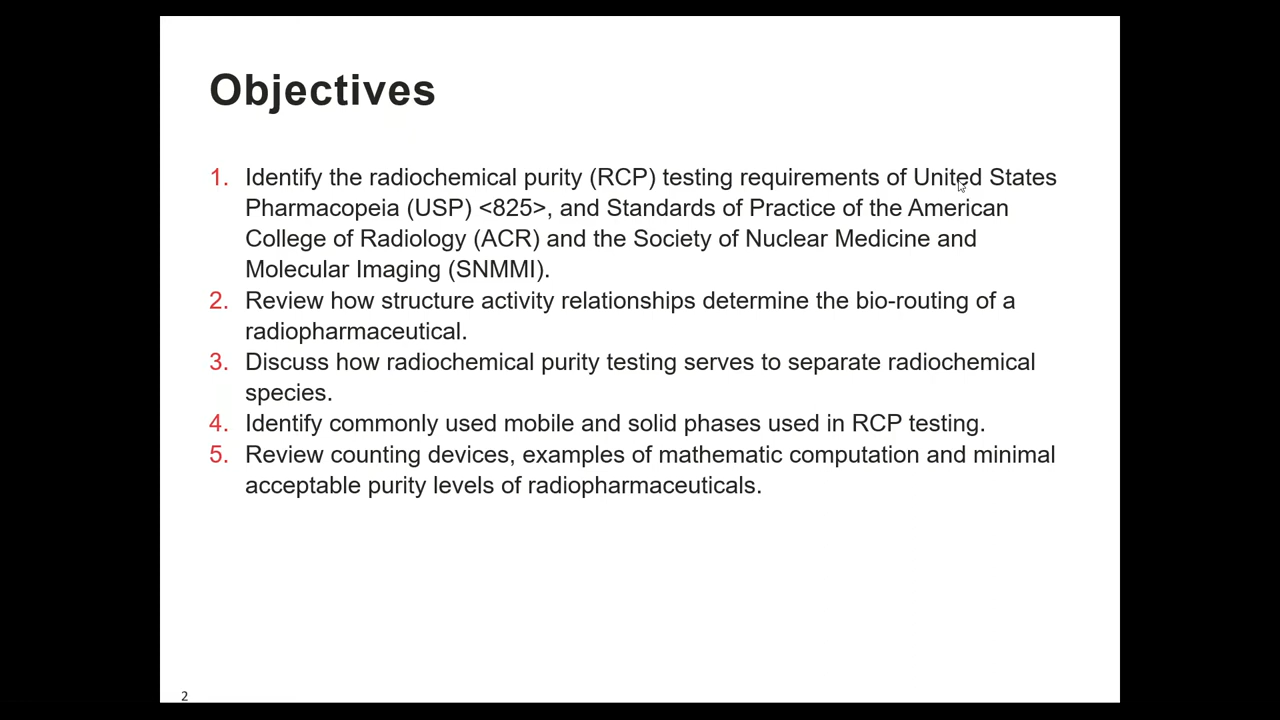 Objectives
1. Identify the radiochemical purity (RCP) testing requirements of United States
Pharmacopeia (USP) <825>, and Standards of Practice of the American
College of Radiology (ACR) and the Society of Nuclear Medicine and
Molecular Imaging (SNMMI).
2. Review how structure activity relationships determine the bio-routing of a
radiopharmaceutical.
3. Discuss how radiochemical purity testing serves to separate radiochemical
species.
4. Identify commonly used mobile and solid phases used in RCP testing.
5. Review counting devices, examples of mathematic computation and minimal
acceptable purity levels of radiopharmaceuticals.
2